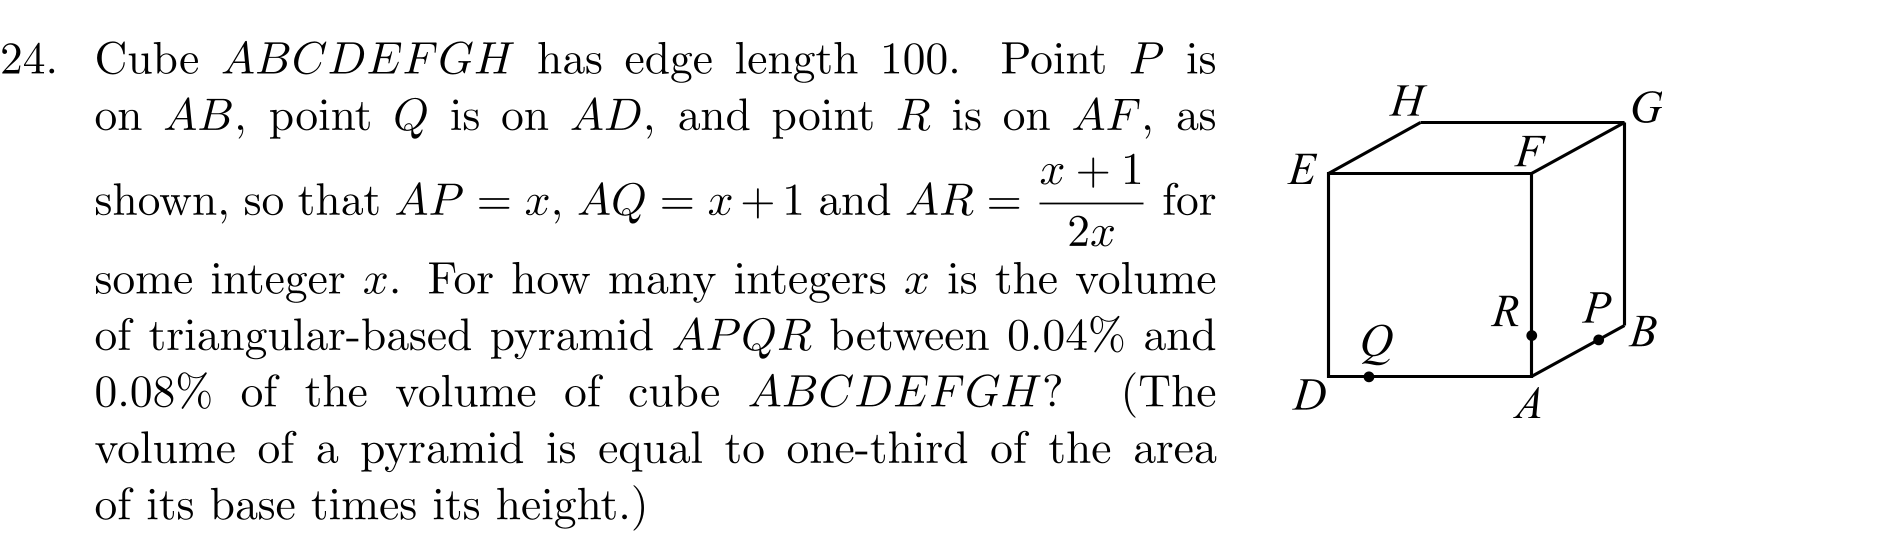 24. Cube ABCDEFGH has edge length 100. Point P is
on AB, point Q is on AD, and point R is on AF, as
shown, so that AP = x, AQ = x + 1 and AR = \frac{x + 1}{2x} for
some integer x. For how many integers x is the volume
of triangular-based pyramid APQR between 0.04% and
0.08% of the volume of cube ABCDEFGH? (The
volume of a pyramid is equal to one-third of the area
of its base times its height.)
H
G
E
F
R
P
B
Q
D
A